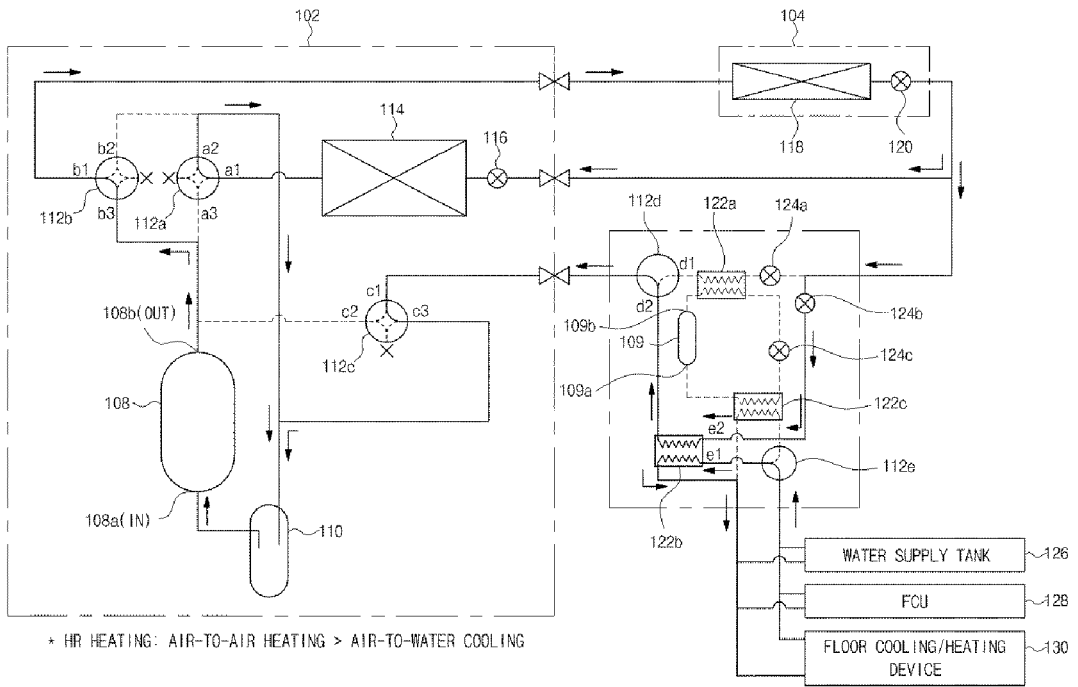 102
104
114
116
118
120
b2
a2
b1
a1
112b
b3
112a
a3
112d
122a
124a
d1
c1
d2
108b(OUT)
c2
c3
109b
124b
112c
109
124c
108
109a
122c
e2
e1
112e
108a(IN)
110
122b
WATER SUPPLY TANK
126
FCU
128
FLOOR COOLING/HEATING
DEVICE
130
* HR HEATING: AIR-TO-AIR HEATING > AIR-TO-WATER COOLING